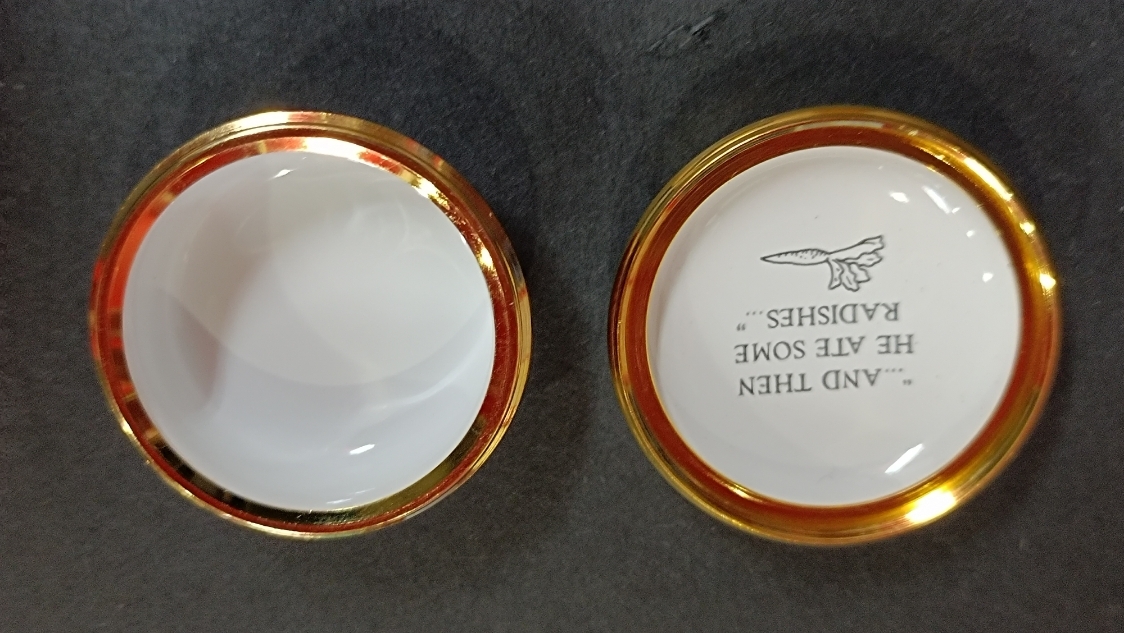 “...AND THEN
HE ATE SOME
RADISHES...”